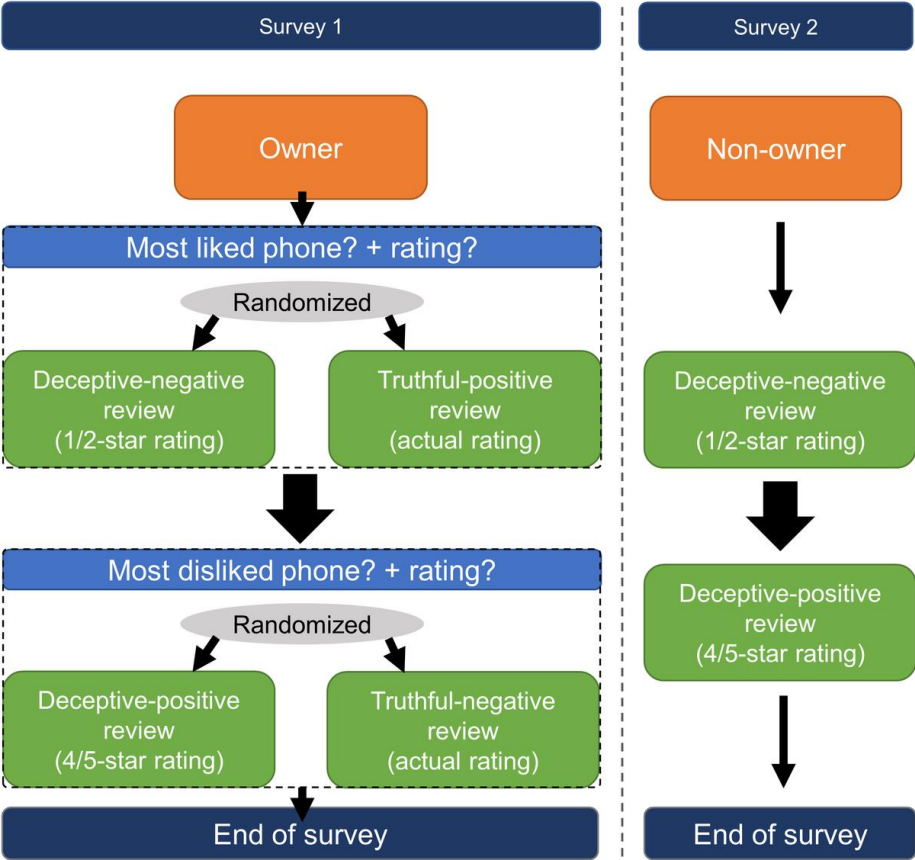 Survey 1
Owner
Most liked phone? + rating?
Randomized
Deceptive-negative
review
(1/2-star rating)
Truthful-positive
review
(actual rating)
Most disliked phone? + rating?
Randomized
Deceptive-positive
review
(4/5-star rating)
Truthful-negative
review
(actual rating)
End of survey
Survey 2
Non-owner
Deceptive-negative
review
(1/2-star rating)
Deceptive-positive
review
(4/5-star rating)
End of survey